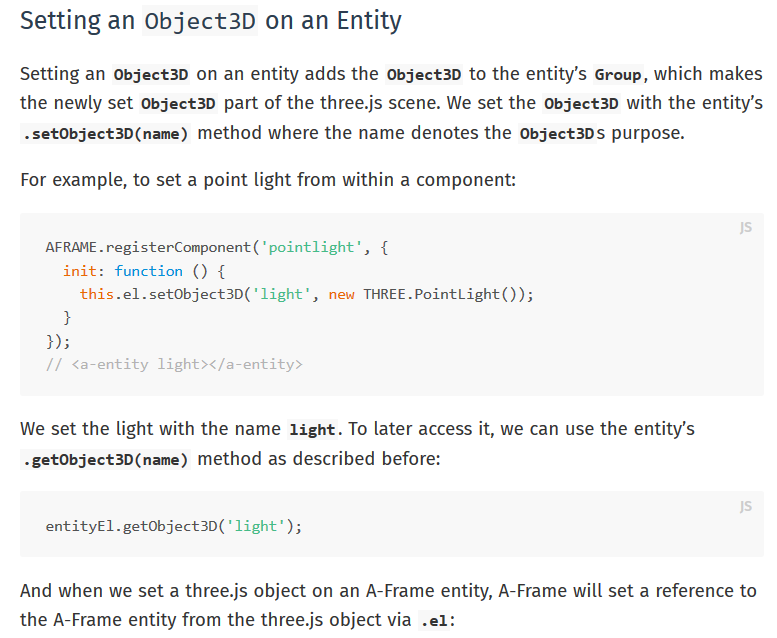 Setting an Object3D on an Entity
Setting an Object3D on an entity adds the Object3D to the entity’s Group, which makes
the newly set Object3D part of the three.js scene. We set the Object3D with the entity’s
.setObject3D(name) method where the name denotes the Object3Ds purpose.
For example, to set a point light from within a component:
JS
AFRAME.registerComponent('pointlight', {
  init: function () {
    this.el.setObject3D('light', new THREE.PointLight());
  }
});
// <a-entity light></a-entity>
We set the light with the name light. To later access it, we can use the entity’s
.getObject3D(name) method as described before:
JS
entityEl.getObject3D('light');
And when we set a three.js object on an A-Frame entity, A-Frame will set a reference to
the A-Frame entity from the three.js object via .el: